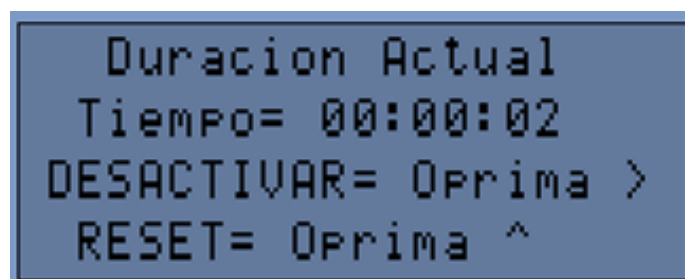 Duracion Actual
Tiempo= 00:00:02
DESACTIVAR= Oprima >
RESET= Oprima ^